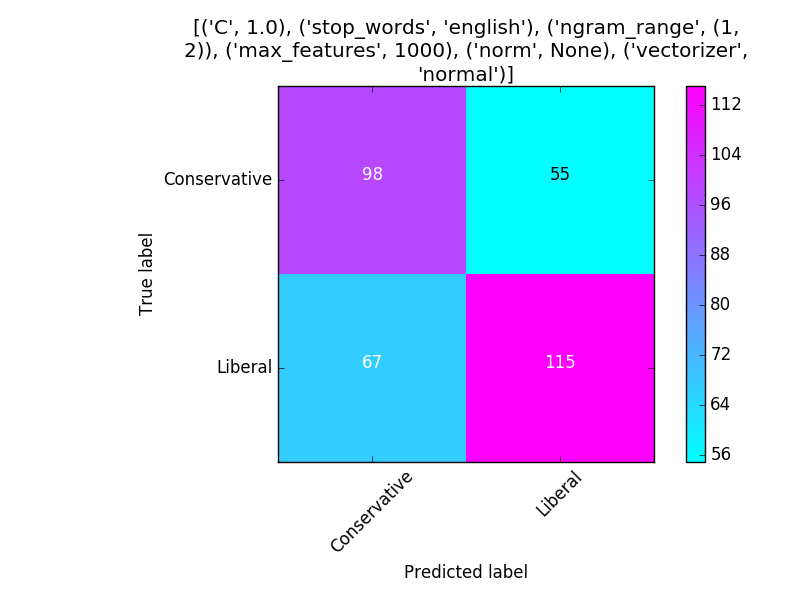 [('C', 1.0), ('stop_words', 'english'), ('ngram_range', (1,
2)), ('max_features', 1000), ('norm', None), ('vectorizer',
'normal')]
Conservative
98
55
Liberal
67
115
True label
Conservative
Liberal
Predicted label
112
104
96
88
80
72
64
56